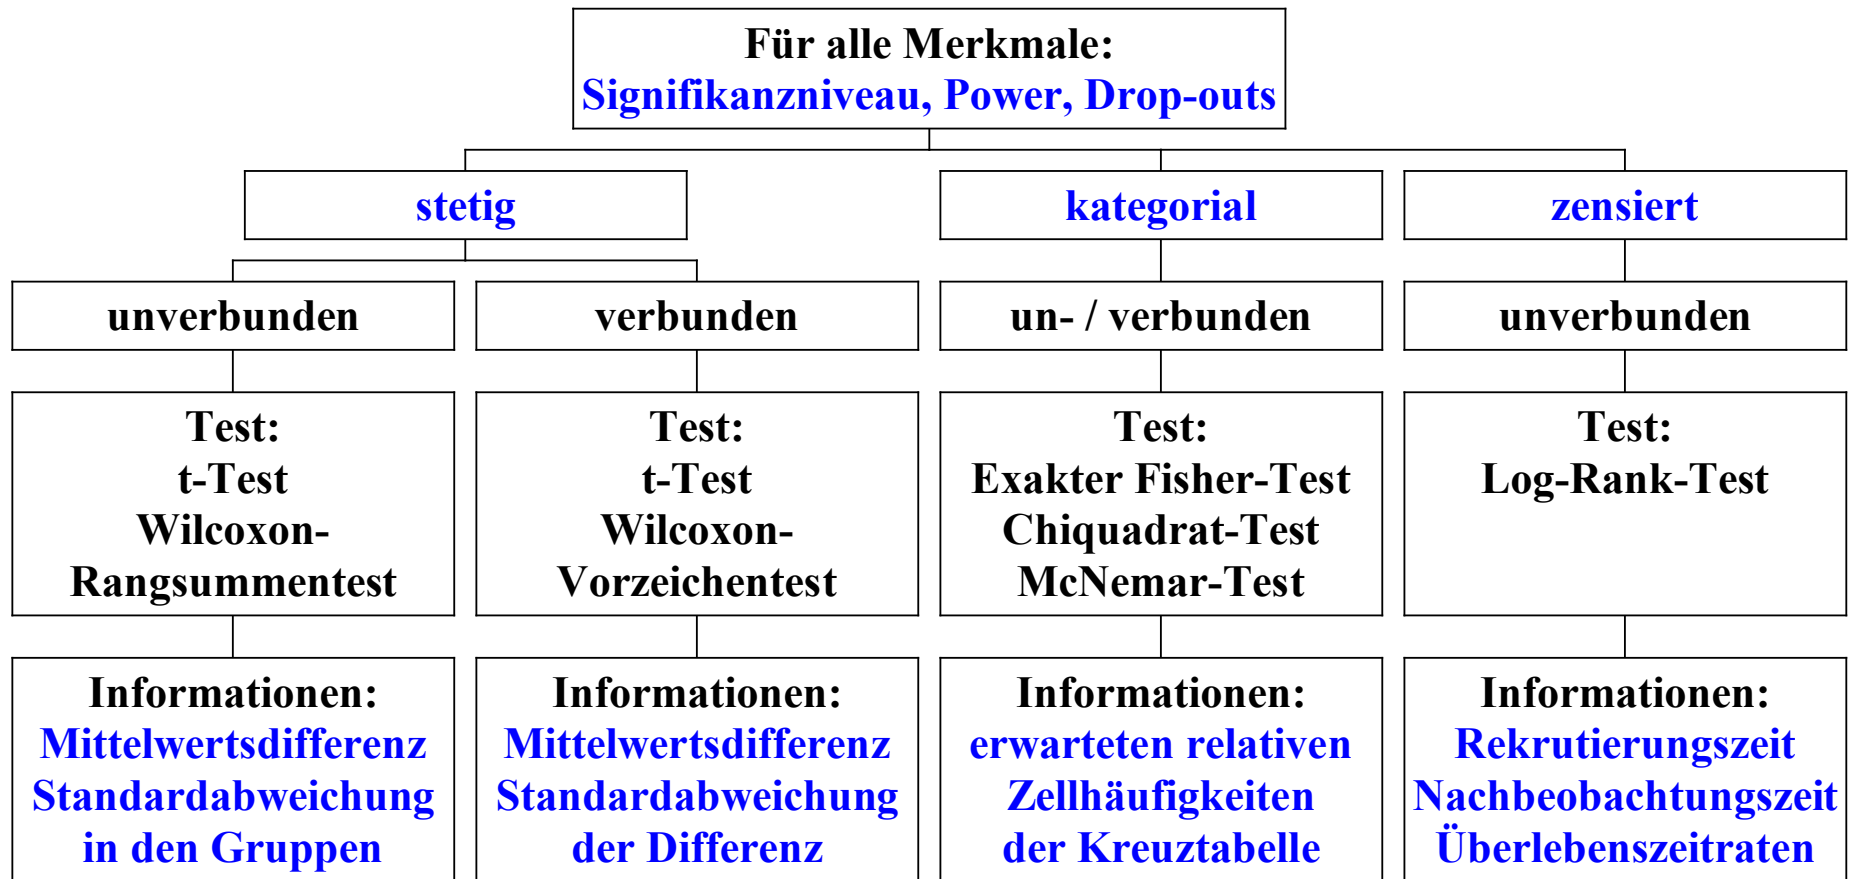 Für alle Merkmale:
Signifikanzniveau, Power, Drop-outs
stetig
kategorial
zensiert
unverbunden
verbunden
un- / verbunden
unverbunden
Test:
t-Test
Wilcoxon-
Rangsummentest
Test:
t-Test
Wilcoxon-
Vorzeichentest
Test:
Exakter Fisher-Test
Chiquadrat-Test
McNemar-Test
Test:
Log-Rank-Test
Informationen:
Mittelwertsdifferenz
Standardabweichung
in den Gruppen
Informationen:
Mittelwertsdifferenz
Standardabweichung
der Differenz
Informationen:
erwarteten relativen
Zellhäufigkeiten
der Kreuztabelle
Informationen:
Rekrutierungszeit
Nachbeobachtungszeit
Überlebenszeitraten